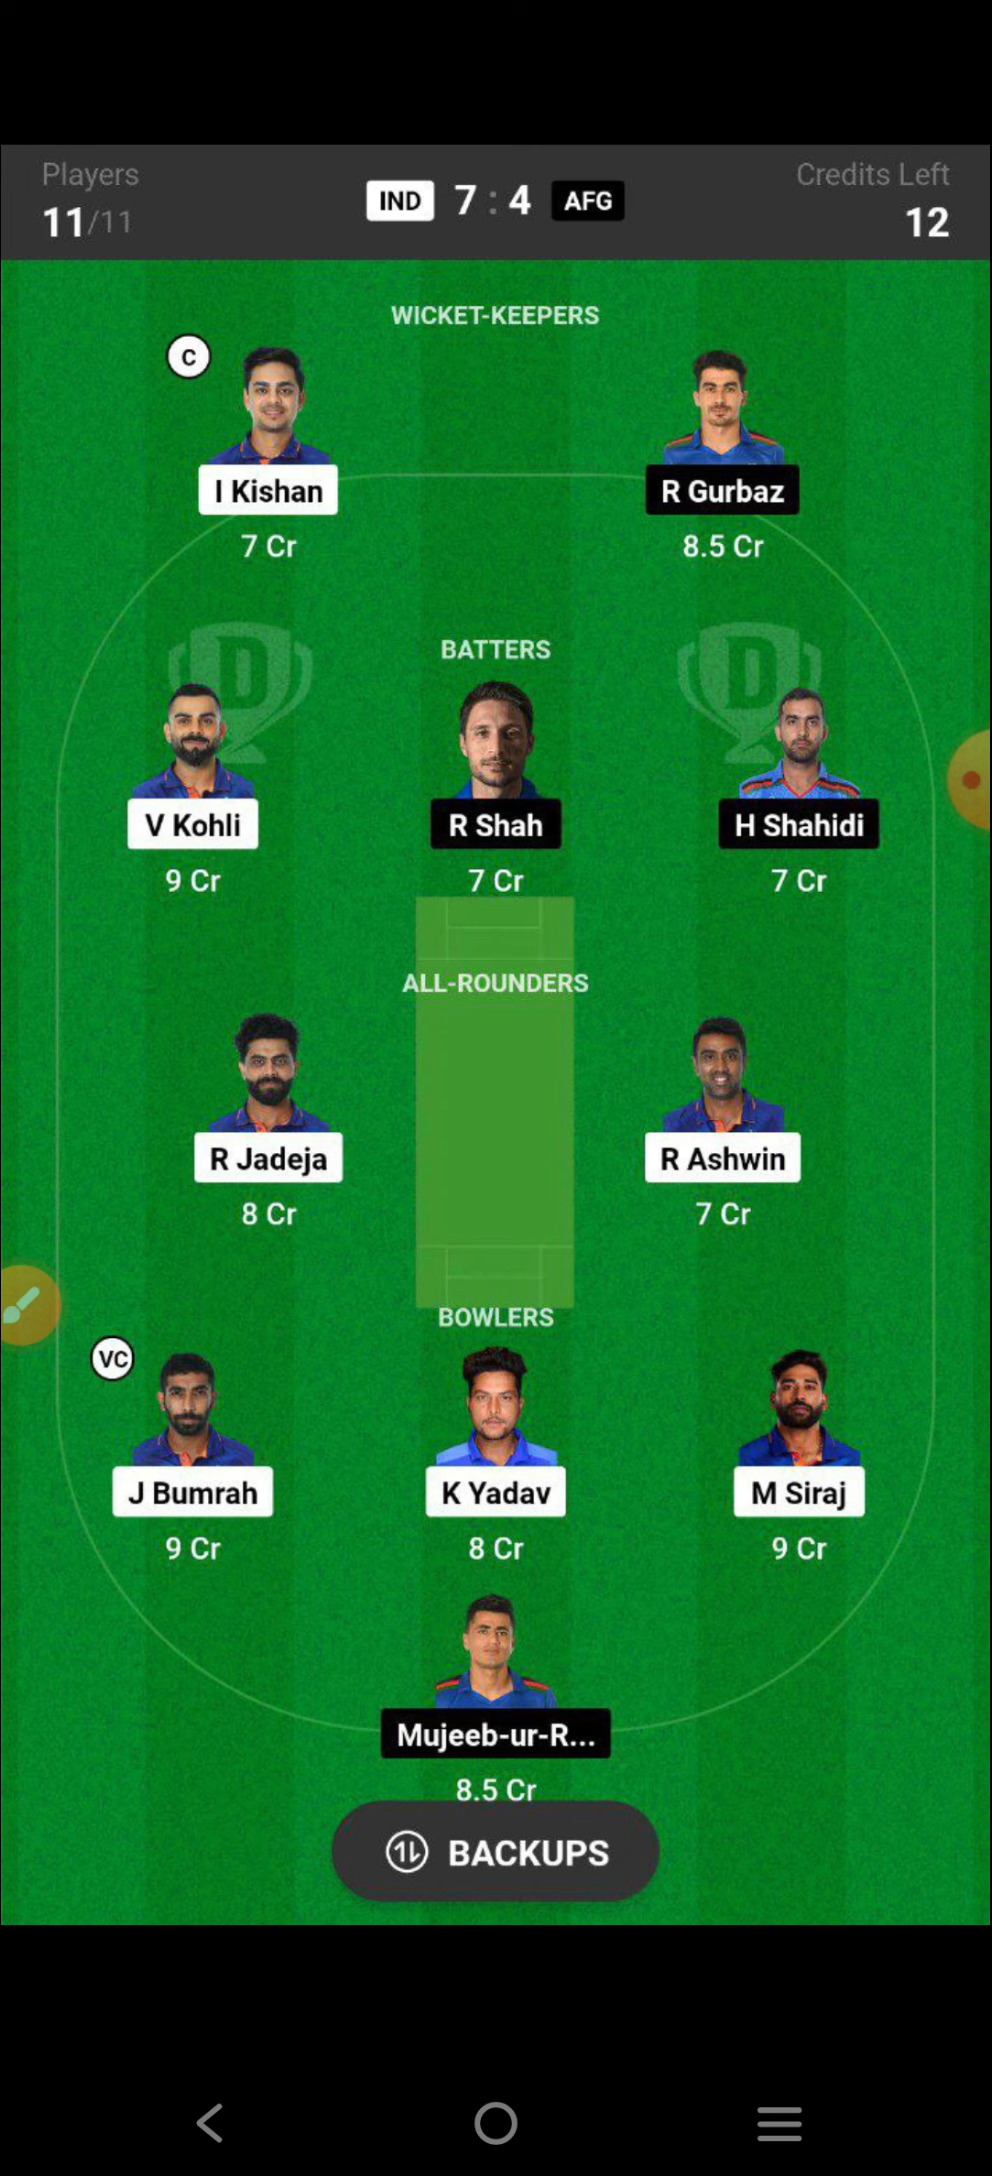 Players
11/11
IND 7 : 4 AFG
Credits Left
12
WICKET-KEEPERS
C
I Kishan
7 Cr
R Gurbaz
8.5 Cr
BATTERS
D
D
V Kohli
9 Cr
R Shah
7 Cr
H Shahidi
7 Cr
ALL-ROUNDERS
R Jadeja
8 Cr
R Ashwin
7 Cr
BOWLERS
VC
J Bumrah
9 Cr
K Yadav
8 Cr
M Siraj
9 Cr
Mujeeb-ur-R...
8.5 Cr
BACKUPS